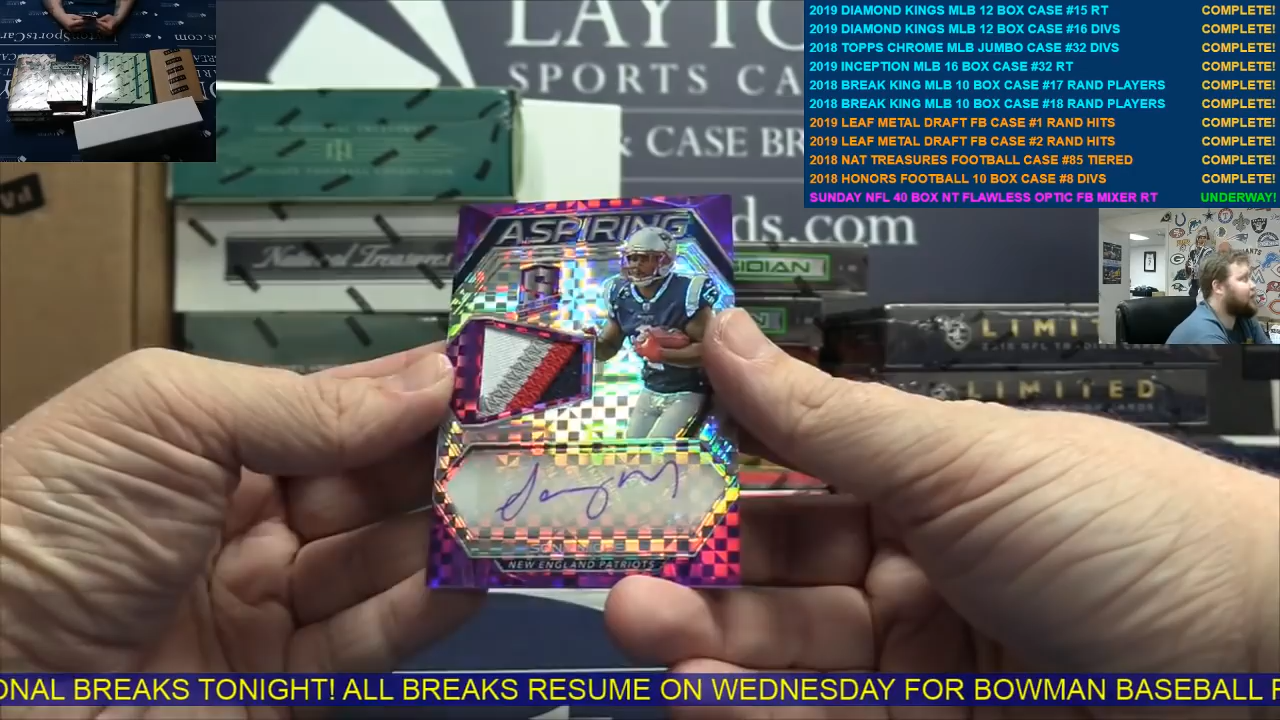 2019 DIAMOND KINGS MLB 12 BOX CASE #15 RT COMPLETE!
2019 DIAMOND KINGS MLB 12 BOX CASE #16 DIVS COMPLETE!
2018 TOPPS CHROME MLB JUMBO CASE #32 DIVS COMPLETE!
2019 INCEPTION MLB 16 BOX CASE #32 RT COMPLETE!
2018 BREAK KING MLB 10 BOX CASE #17 RAND PLAYERS COMPLETE!
2018 BREAK KING MLB 10 BOX CASE #18 RAND PLAYERS COMPLETE!
2019 LEAF METAL DRAFT FB CASE #1 RAND HITS COMPLETE!
2019 LEAF METAL DRAFT FB CASE #2 RAND HITS COMPLETE!
2018 NAT TREASURES FOOTBALL CASE #85 TIERED COMPLETE!
2018 HONORS FOOTBALL 10 BOX CASE #8 DIVS COMPLETE!
SUNDAY NFL 40 BOX NT FLAWLESS OPTIC FB MIXER RT UNDERWAY!
LAYTO
SPORTS CA
& CASE BR
ds.com
National Treasures
SIDIAN
LIMIT
LIMITED
ASPIRING
SONY MICHEL
NEW ENGLAND PATRIOTS
ONAL BREAKS TONIGHT! ALL BREAKS RESUME ON WEDNESDAY FOR BOWMAN BASEBALL